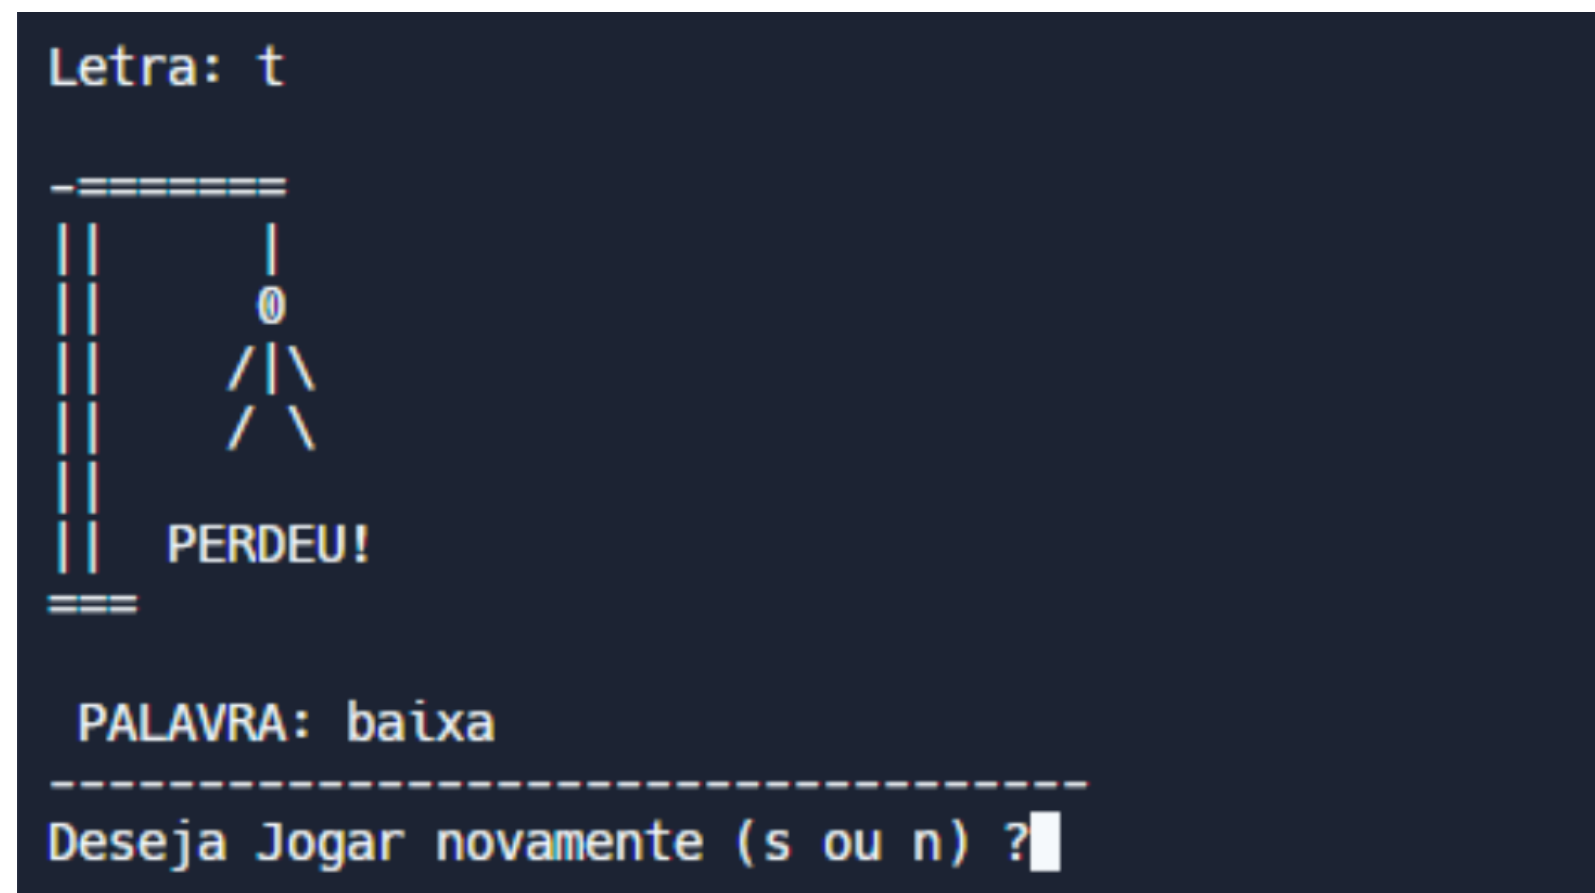 Letra: t
-=======
||     |
||     0
||    /|\
||    / \
||
||  PERDEU!
===
PALAVRA: baixa
-----------------------------------
Deseja Jogar novamente (s ou n) ?